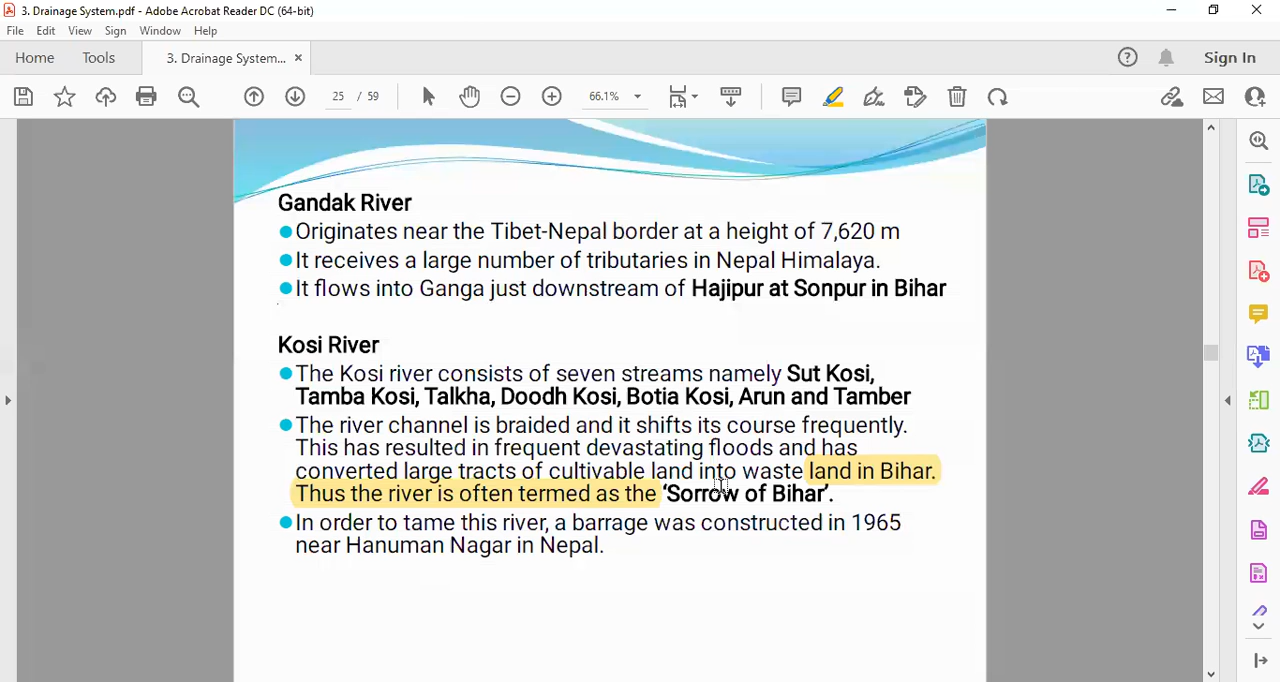 3. Drainage System.pdf - Adobe Acrobat Reader DC (64-bit)
File Edit View Sign Window Help
Home Tools 3. Drainage System... × Sign In
25 / 59 66.1%
Gandak River
Originates near the Tibet-Nepal border at a height of 7,620 m
It receives a large number of tributaries in Nepal Himalaya.
It flows into Ganga just downstream of Hajipur at Sonpur in Bihar
Kosi River
The Kosi river consists of seven streams namely Sut Kosi,
Tamba Kosi, Talkha, Doodh Kosi, Botia Kosi, Arun and Tamber
The river channel is braided and it shifts its course frequently.
This has resulted in frequent devastating floods and has
converted large tracts of cultivable land into waste land in Bihar.
Thus the river is often termed as the ‘Sorrow of Bihar’.
In order to tame this river, a barrage was constructed in 1965
near Hanuman Nagar in Nepal.